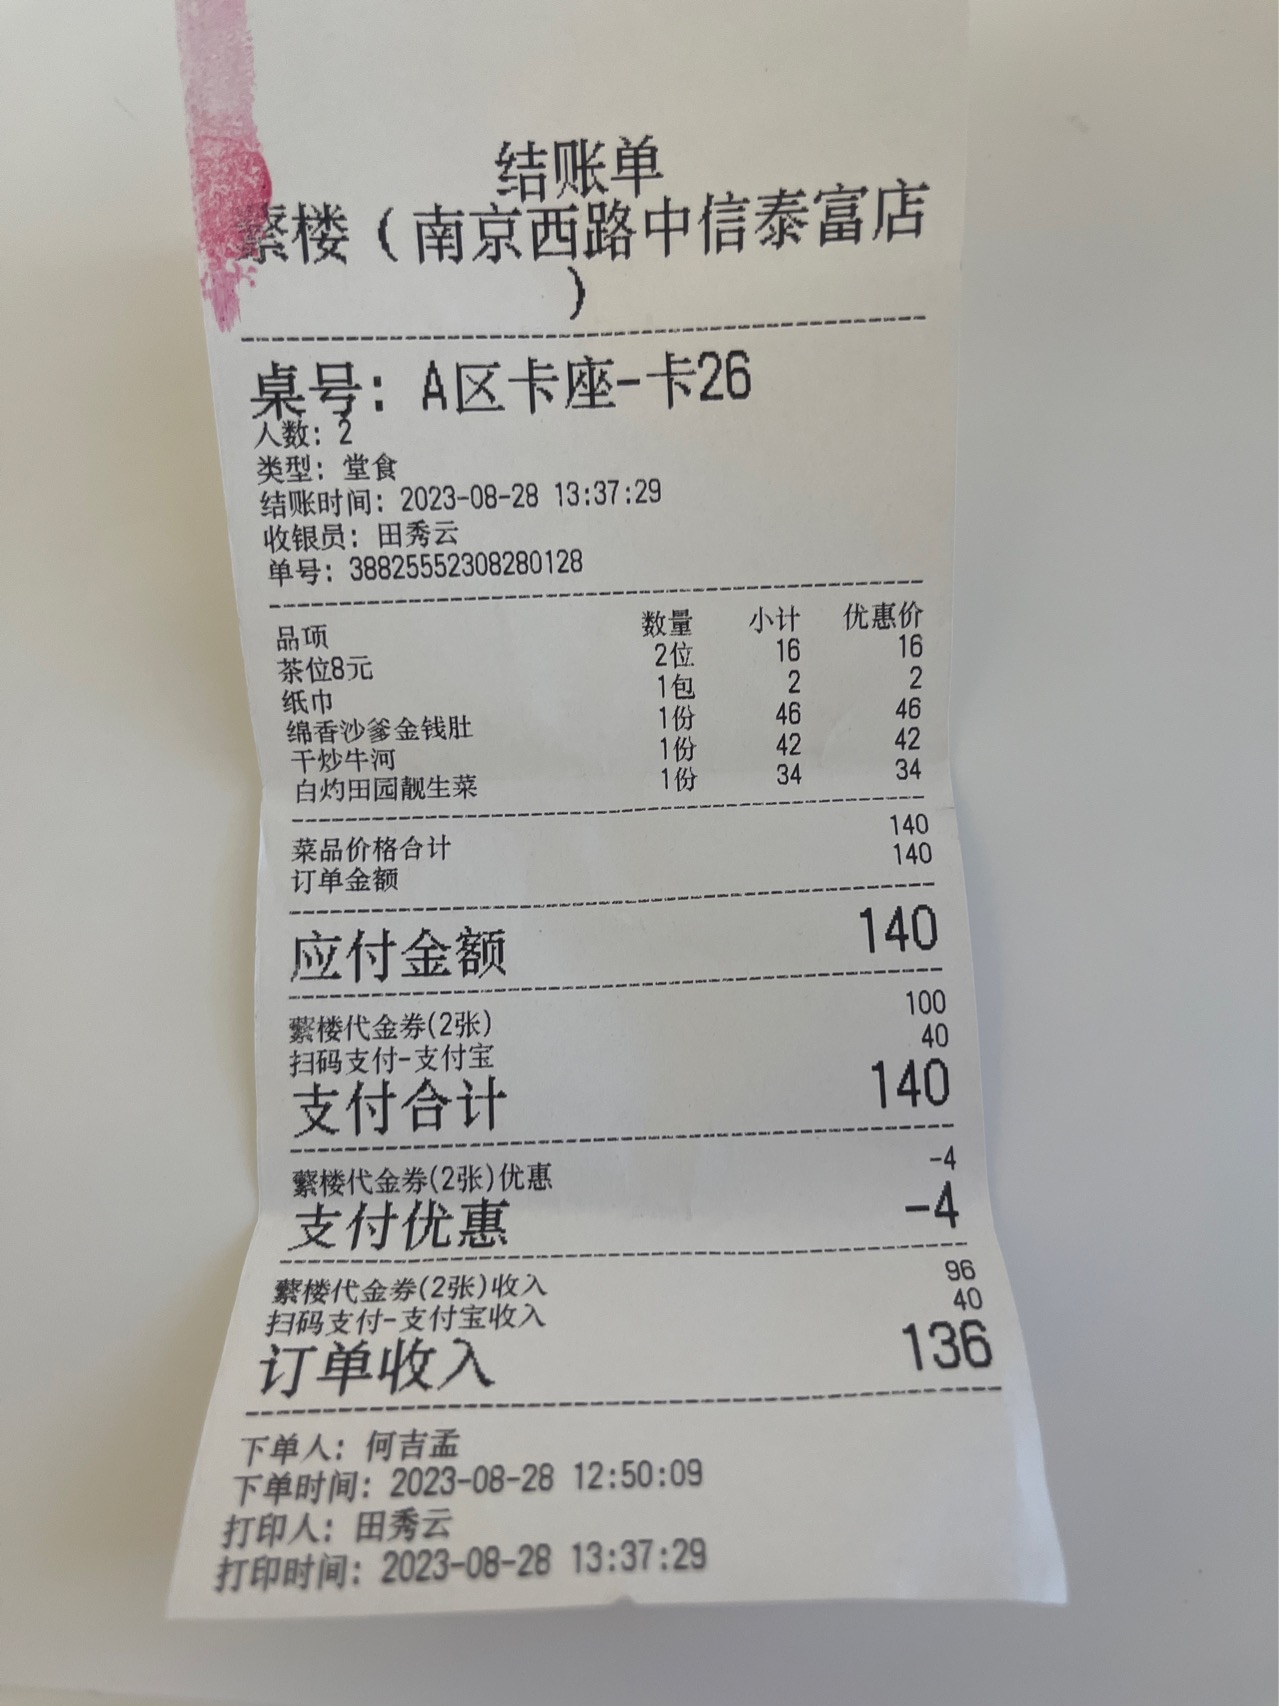 结账单
蘩楼（南京西路中信泰富店
）
桌号：A区卡座-卡26
人数：2
类型：堂食
结账时间：2023-08-28 13:37:29
收银员：田秀云
单号：38825552308280128
品项 数量 小计 优惠价
茶位8元 2位 16 16
纸巾 1包 2 2
绵香沙爹金钱肚 1份 46 46
干炒牛河 1份 42 42
白灼田园靓生菜 1份 34 34
菜品价格合计 140
订单金额 140
应付金额 140
蘩楼代金券(2张) 100
扫码支付-支付宝 40
支付合计 140
蘩楼代金券(2张)优惠 -4
支付优惠 -4
蘩楼代金券(2张)收入 96
扫码支付-支付宝收入 40
订单收入 136
下单人：何吉孟
下单时间：2023-08-28 12:50:09
打印人：田秀云
打印时间：2023-08-28 13:37:29